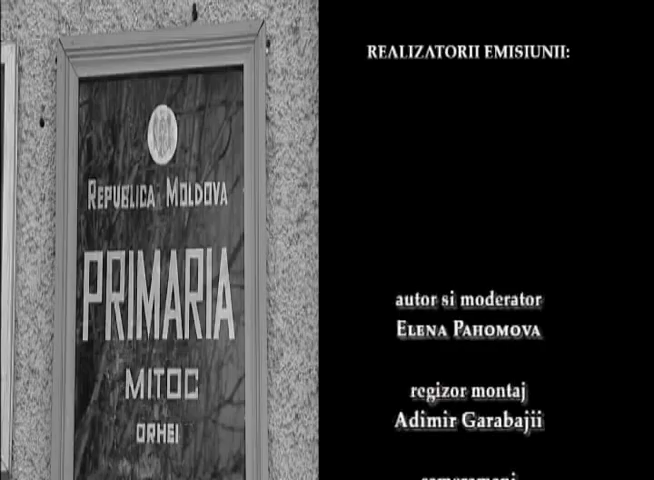 REPUBLICA MOLDOVA
PRIMARIA
MITOC
ORHEI
REALIZATORII EMISIUNII:
autor si moderator
ELENA PAHOMOVA
regizor montaj
Adimir Garabajii